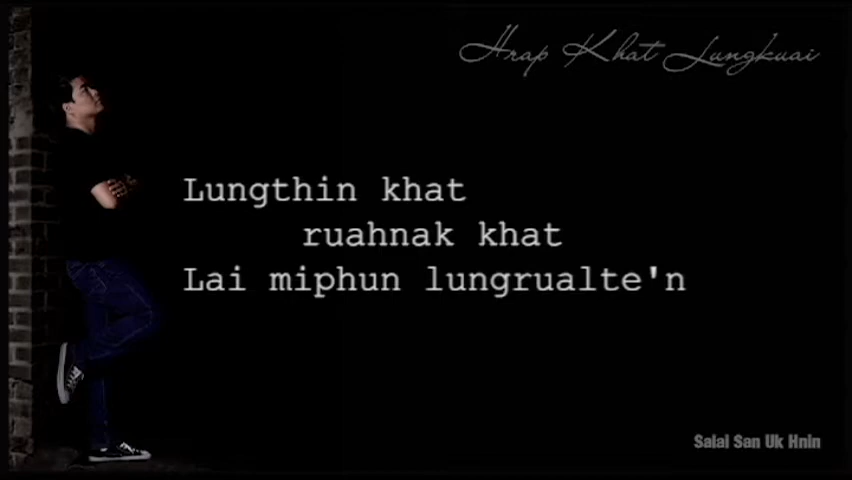 Hrap Khat Lungkuai
Lungthin khat
ruahnak khat
Lai miphun lungrualte'n
Salai San Uk Hnin